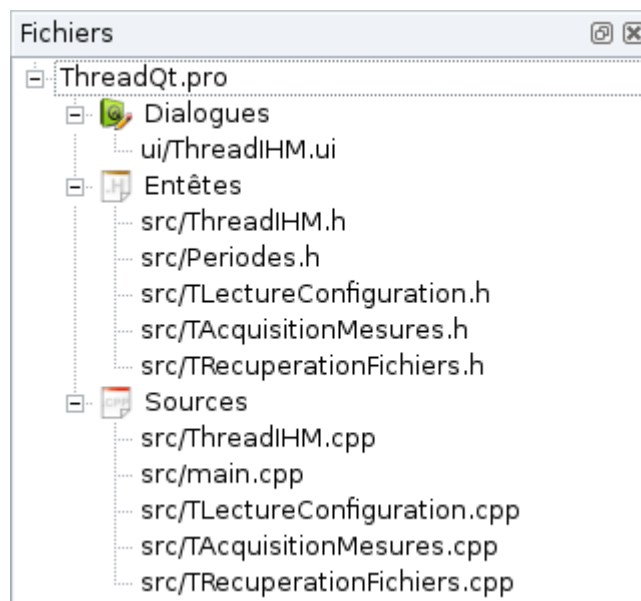 Fichiers
ThreadQt.pro
Dialogues
ui/ThreadIHM.ui
Entêtes
src/ThreadIHM.h
src/Periodes.h
src/TLectureConfiguration.h
src/TAcquisitionMesures.h
src/TRecuperationFichiers.h
Sources
src/ThreadIHM.cpp
src/main.cpp
src/TLectureConfiguration.cpp
src/TAcquisitionMesures.cpp
src/TRecuperationFichiers.cpp